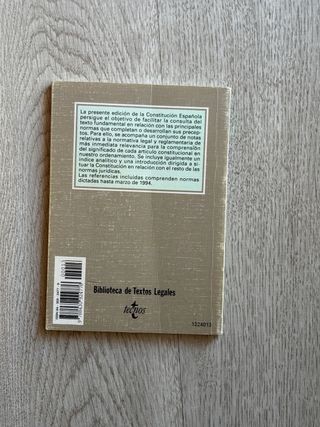 La presente edición de la Constitución Española
persigue el objetivo de facilitar la consulta del
texto fundamental en relación con las principales
normas que completan o desarrollan sus precep-
tos. Para ello, se acompaña un conjunto de notas
relativas a la normativa legal y reglamentaria de
más inmediata relevancia para la comprensión
del significado de cada artículo constitucional en
nuestro ordenamiento. Se incluye igualmente un
índice analítico y una introducción dirigida a si-
tuar la Constitución en relación con el resto de las
normas jurídicas.
Las referencias incluidas comprenden normas
dictadas hasta marzo de 1994.
Biblioteca de Textos Legales
tecnos
1224013